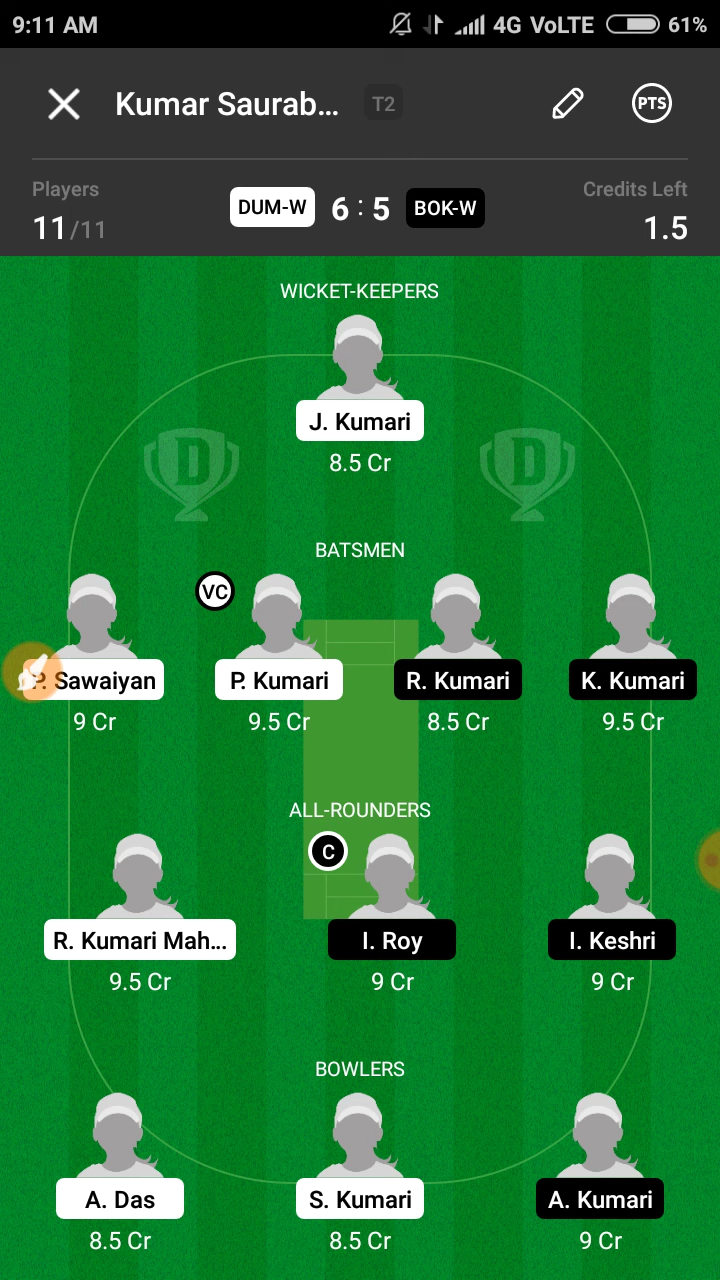 9:11 AM 4G VoLTE 61%
Kumar Saurab... T2 PTS
Players Credits Left
DUM-W 6 : 5 BOK-W
11/11 1.5
WICKET-KEEPERS
J. Kumari
8.5 Cr
BATSMEN
VC
P. Sawaiyan P. Kumari R. Kumari K. Kumari
9 Cr 9.5 Cr 8.5 Cr 9.5 Cr
ALL-ROUNDERS
C
R. Kumari Mah... I. Roy I. Keshri
9.5 Cr 9 Cr 9 Cr
BOWLERS
A. Das S. Kumari A. Kumari
8.5 Cr 8.5 Cr 9 Cr